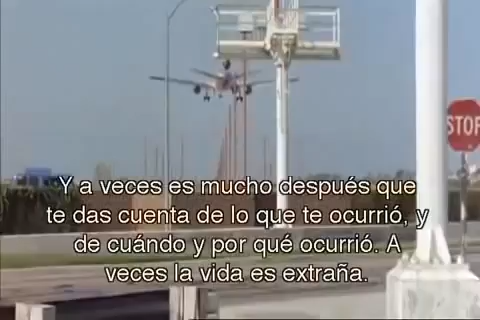 STOP
Y a veces es mucho después que
te das cuenta de lo que te ocurrió, y
de cuándo y por qué ocurrió. A
veces la vida es extraña.